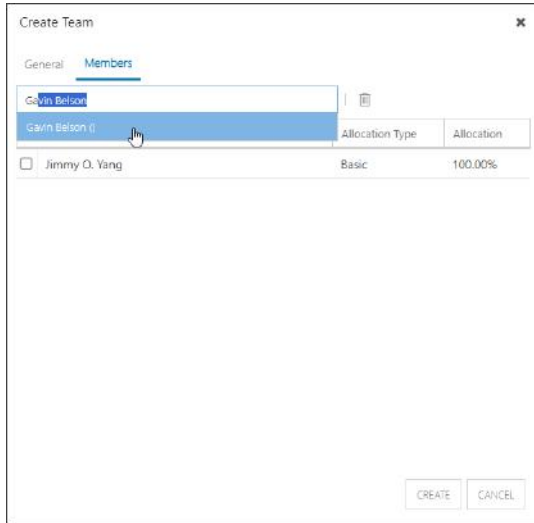 Create Team
General Members
Gavin Belson
Gavin Belson ()
Allocation Type Allocation
Jimmy O. Yang Basic 100.00%
CREATE CANCEL